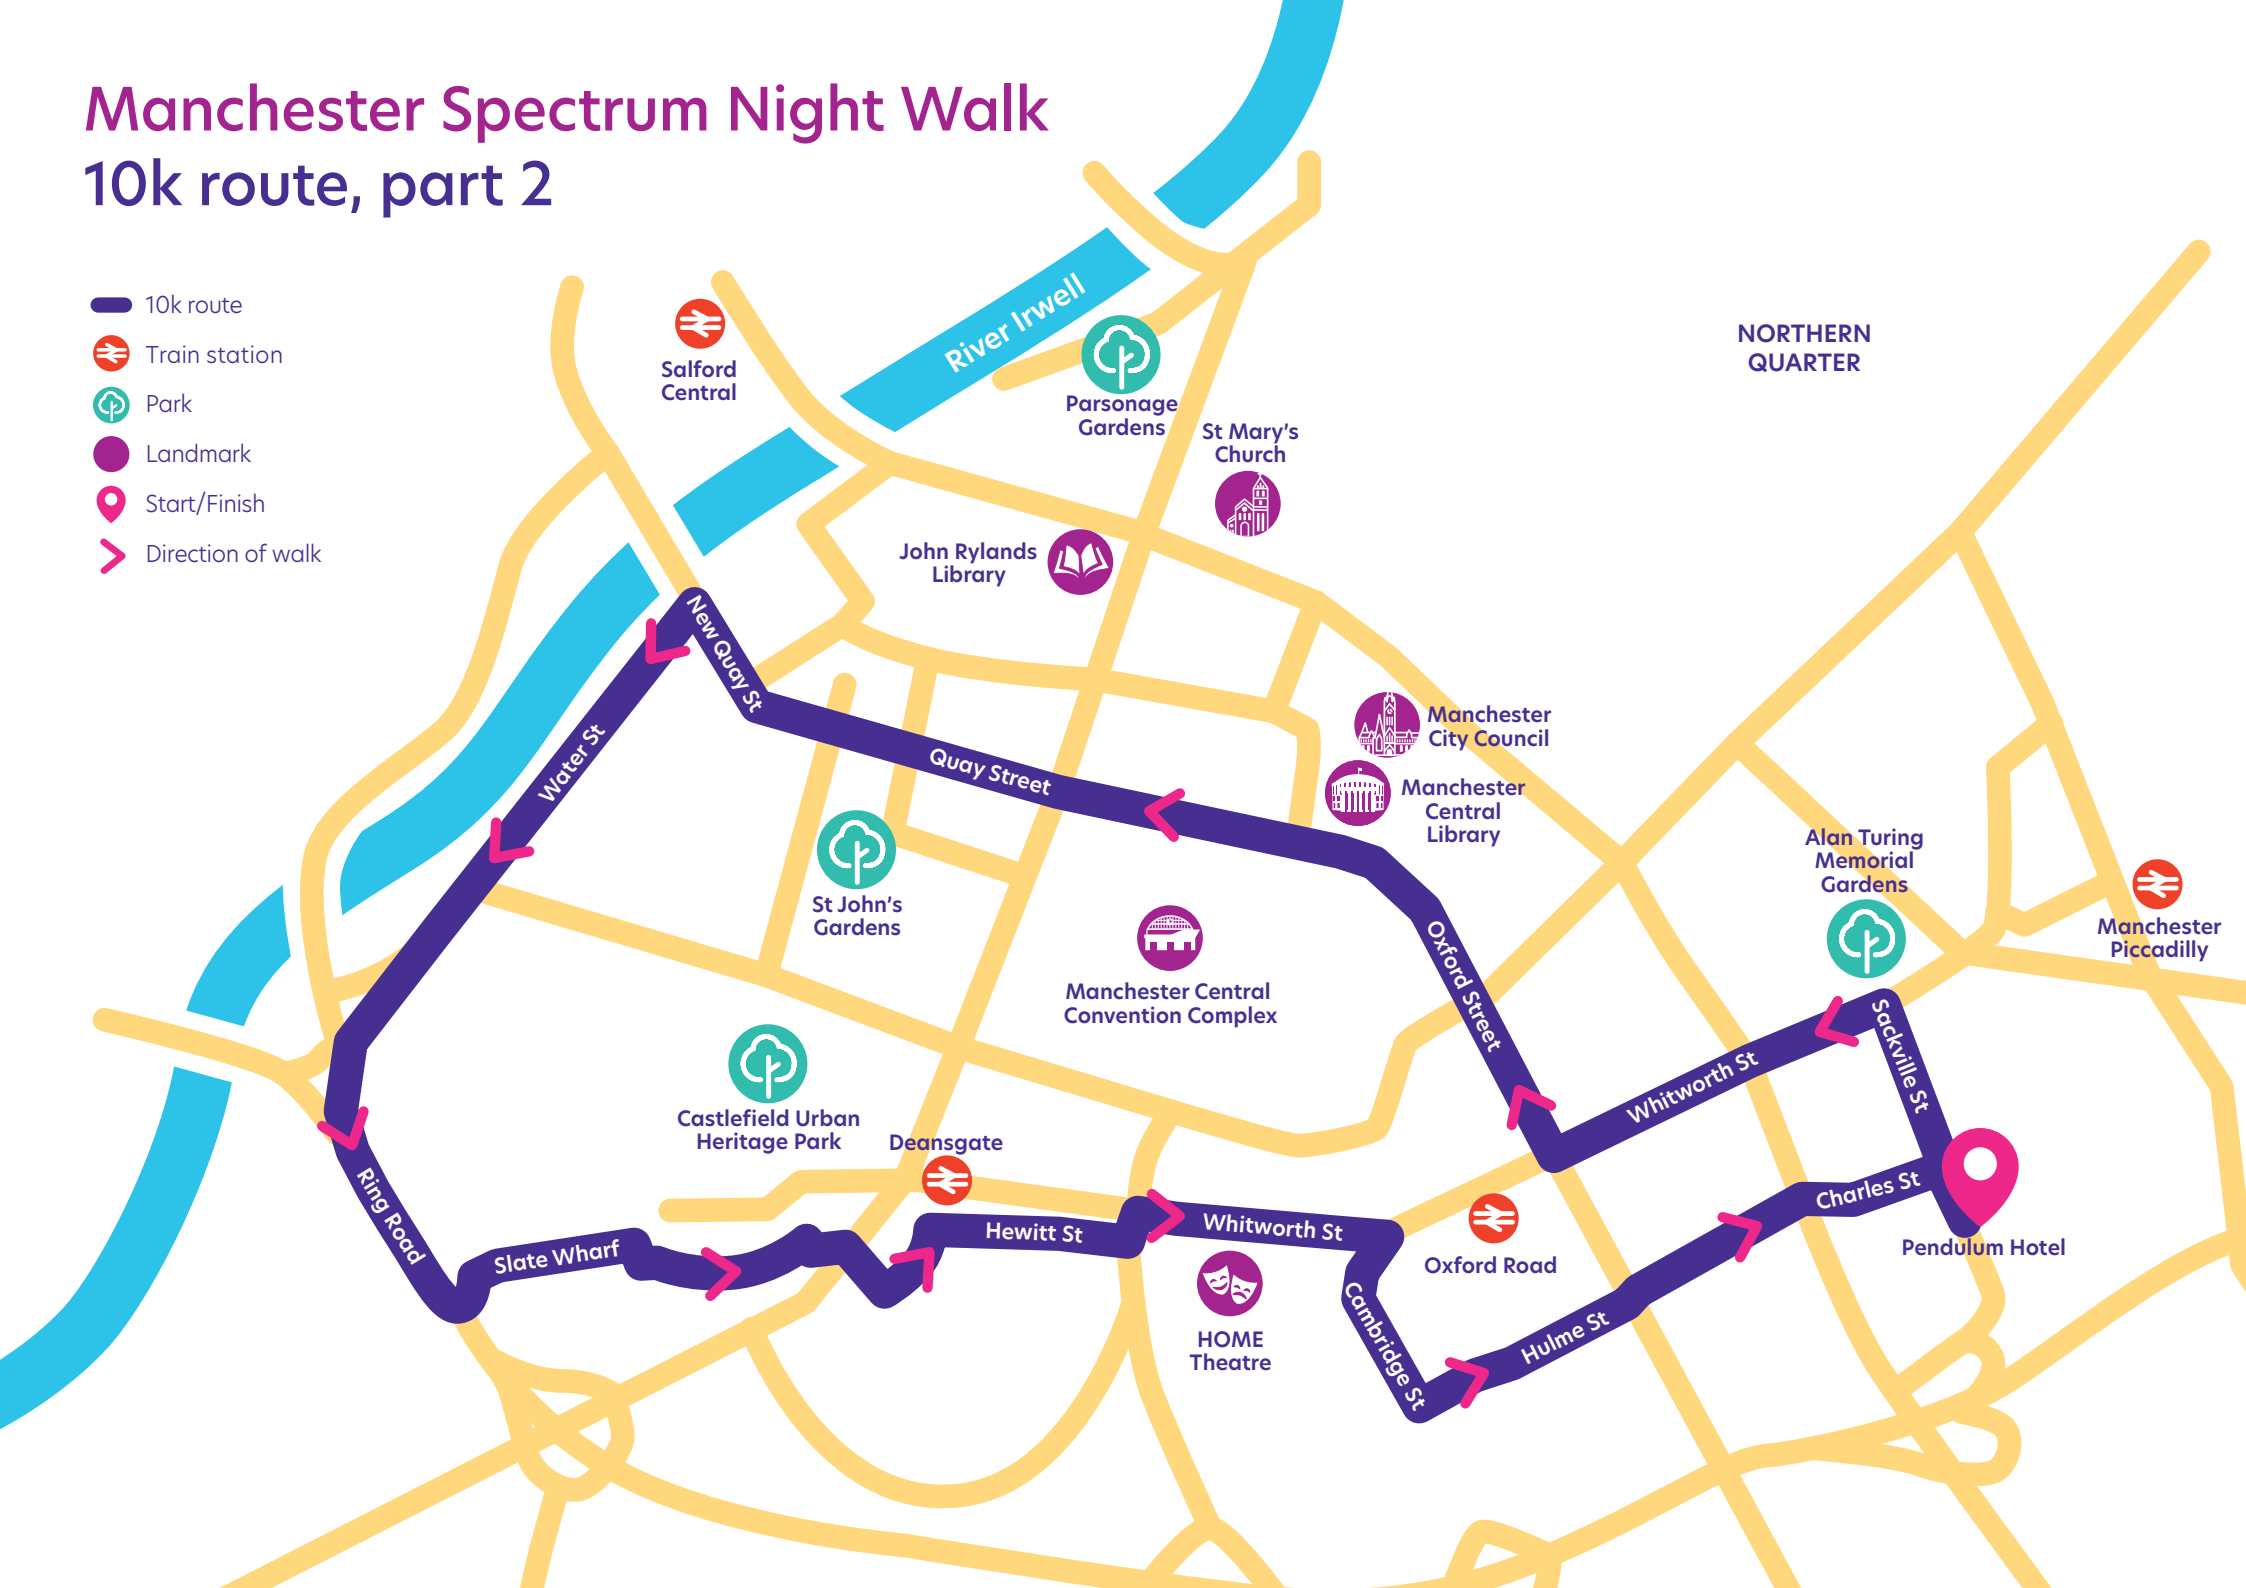 Manchester Spectrum Night Walk
10k route, part 2
10k route
Train station
Park
Landmark
Start/Finish
Direction of walk
River Irwell
NORTHERN
QUARTER
Salford
Central
Parsonage
Gardens
St Mary's
Church
John Rylands
Library
New Quay St
Water St
Quay Street
Manchester
City Council
Manchester
Central
Library
Alan Turing
Memorial
Gardens
Manchester
Piccadilly
St John's
Gardens
Manchester Central
Convention Complex
Oxford Street
Sackville St
Whitworth St
Castlefield Urban
Heritage Park
Deansgate
Ring Road
Slate Wharf
Hewitt St
Whitworth St
Charles St
Pendulum Hotel
Oxford Road
HOME
Theatre
Cambridge St
Hulme St